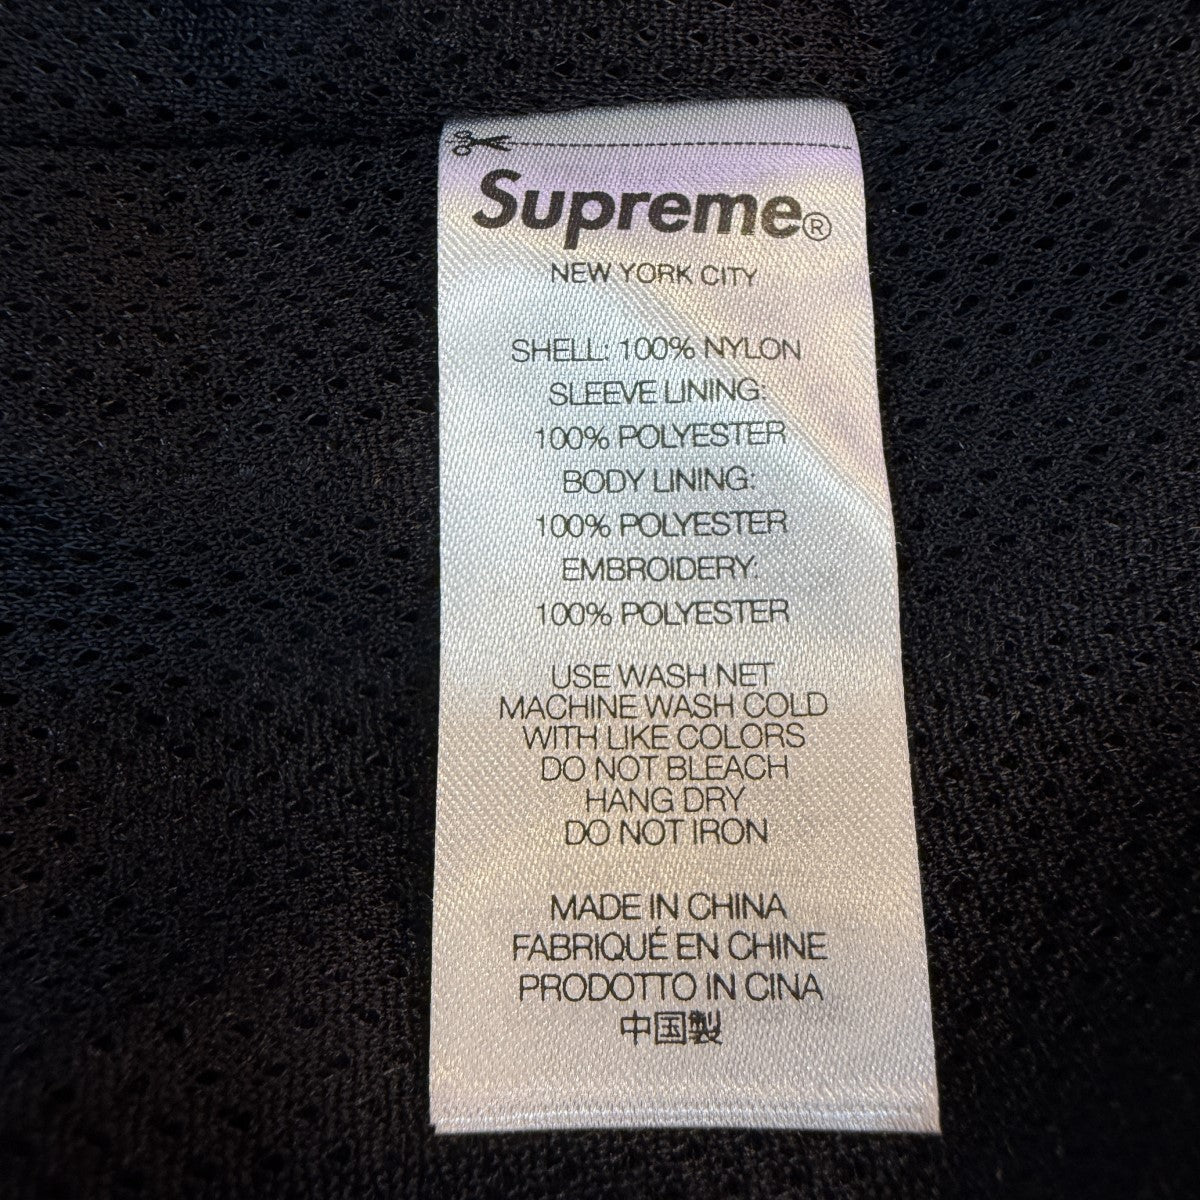 Supreme®
NEW YORK CITY
SHELL: 100% NYLON
SLEEVE LINING:
100% POLYESTER
BODY LINING:
100% POLYESTER
EMBROIDERY:
100% POLYESTER
USE WASH NET
MACHINE WASH COLD
WITH LIKE COLORS
DO NOT BLEACH
HANG DRY
DO NOT IRON
MADE IN CHINA
FABRIQUÉ EN CHINE
PRODOTTO IN CINA
中国製